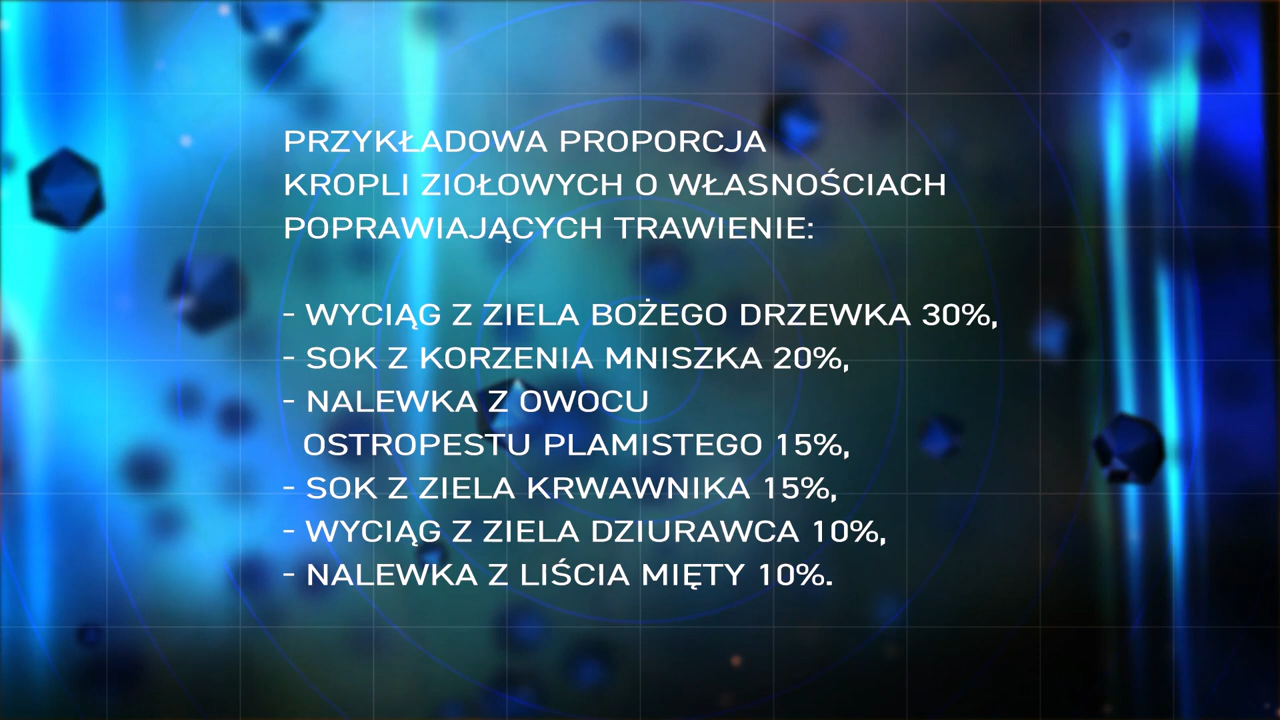 PRZYKŁADOWA PROPORCJA
KROPLI ZIOŁOWYCH O WŁASNOŚCIACH
POPRAWIAJĄCYCH TRAWIENIE:
- WYCIĄG Z ZIELA BOŻEGO DRZEWKA 30%,
- SOK Z KORZENIA MNISZKA 20%,
- NALEWKA Z OWOCU
OSTROPESTU PLAMISTEGO 15%,
- SOK Z ZIELA KRWAWNIKA 15%,
- WYCIĄG Z ZIELA DZIURAWCA 10%,
- NALEWKA Z LIŚCIA MIĘTY 10%.